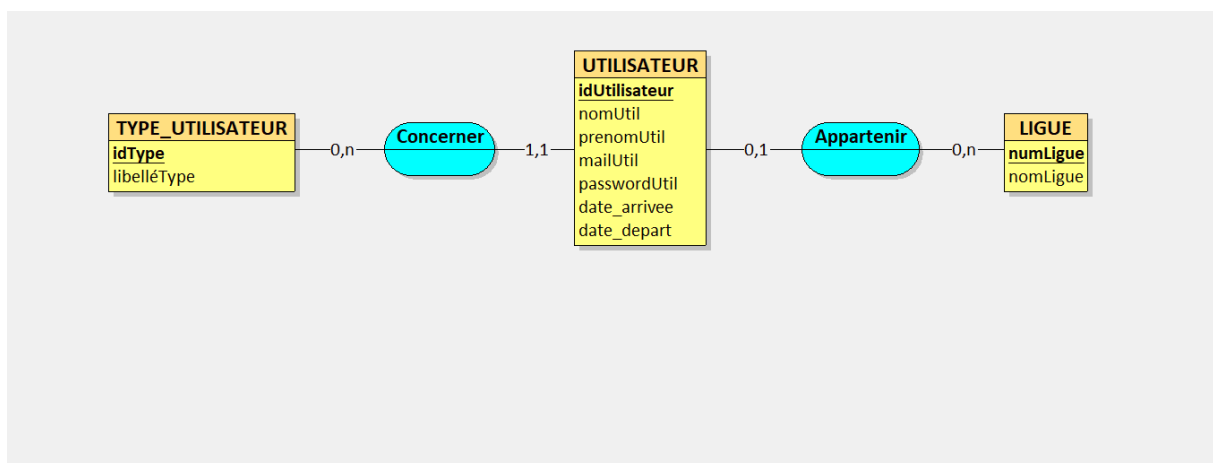 TYPE_UTILISATEUR
idType
libelléType
0,n
Concerner
1,1
UTILISATEUR
idUtilisateur
nomUtil
prenomUtil
mailUtil
passwordUtil
date_arrivee
date_depart
0,1
Appartenir
0,n
LIGUE
numLigue
nomLigue